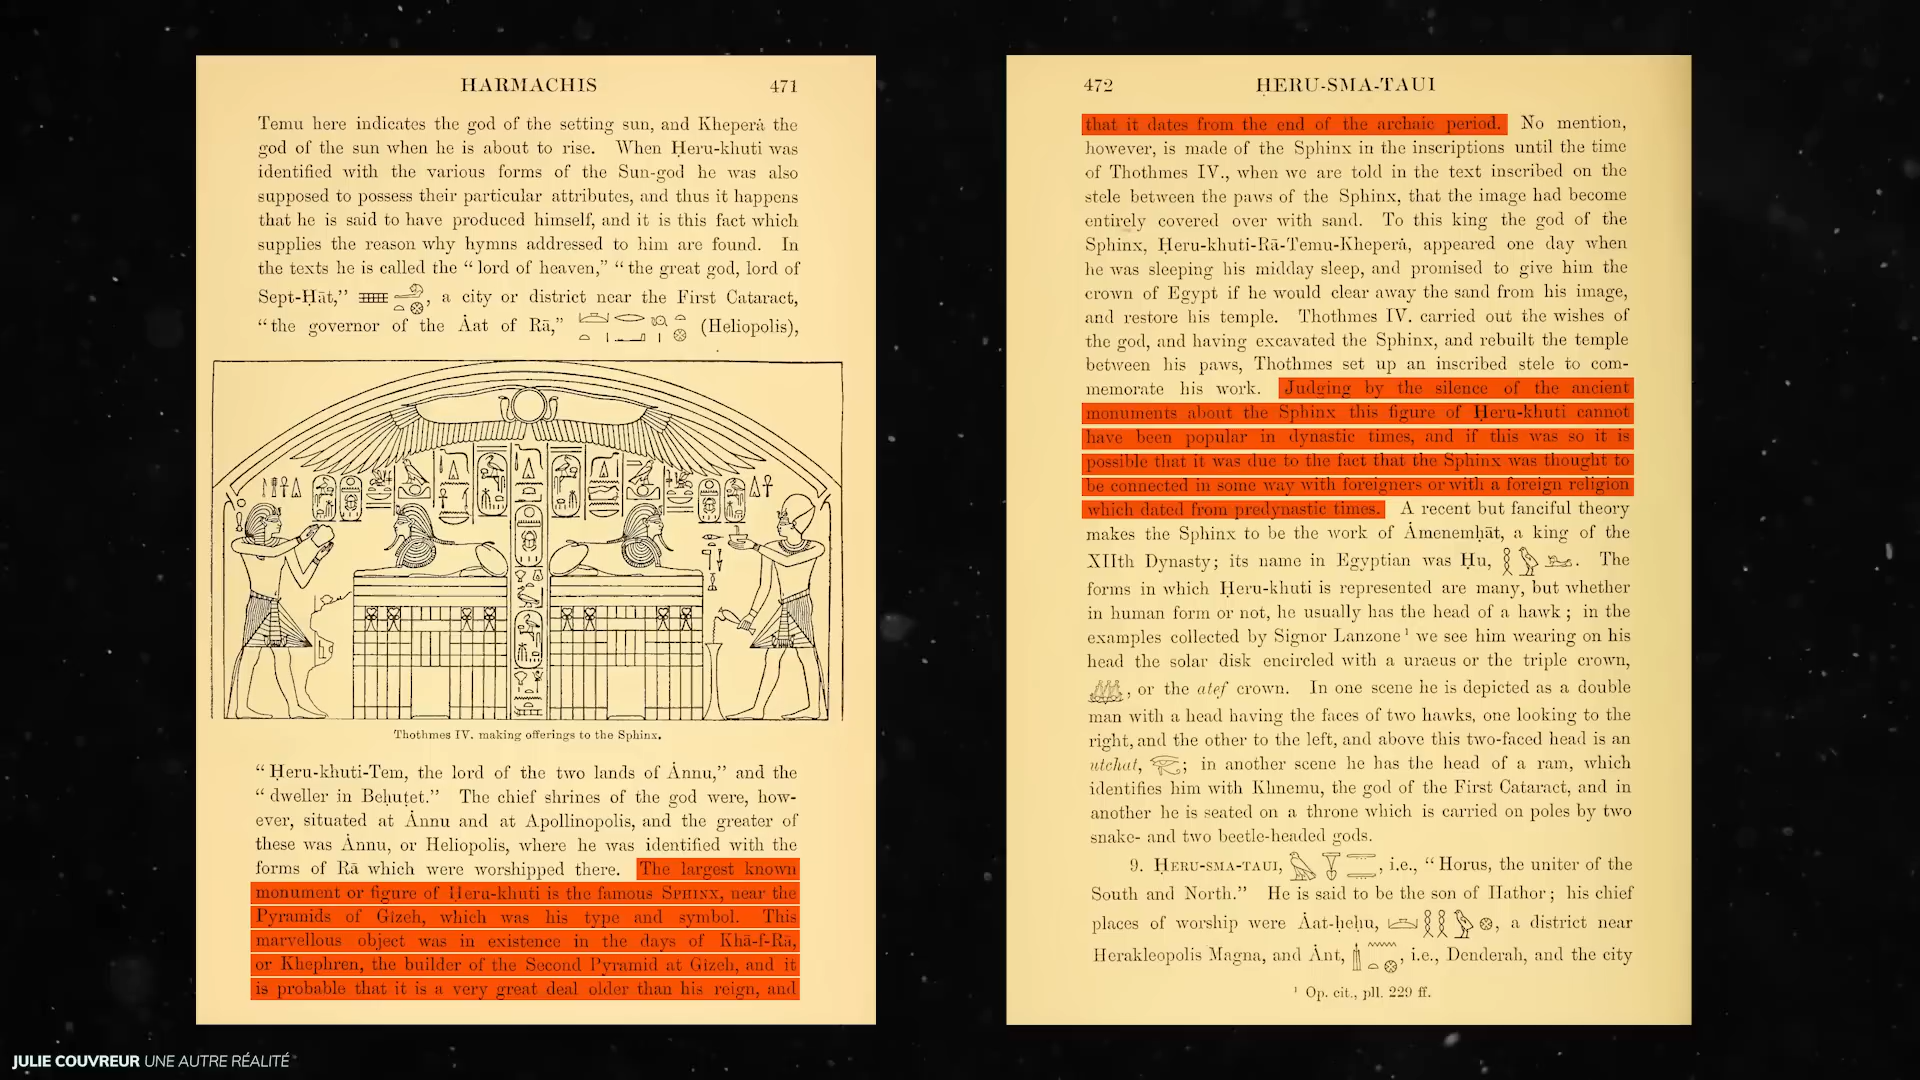 HARMACHIS 471
Temu here indicates the god of the setting sun, and Kheperá the
god of the sun when he is about to rise. When Ḥeru-khuti was
identified with the various forms of the Sun-god he was also
supposed to possess their particular attributes, and thus it happens
that he is said to have produced himself, and it is this fact which
supplies the reason why hymns addressed to him are found. In
the texts he is called the “lord of heaven,” “the great god, lord of
Sept-Ḥāt,” , a city or district near the First Cataract,
“the governor of the Àat of Rā,” (Heliopolis),
Thothmes IV. making offerings to the Sphinx.
“Ḥeru-khuti-Tem, the lord of the two lands of Ànnu,” and the
“dweller in Beḥuṭet.” The chief shrines of the god were, how-
ever, situated at Ànnu and at Apollinopolis, and the greater of
these was Ànnu, or Heliopolis, where he was identified with the
forms of Rā which were worshipped there. The largest known
monument or figure of Ḥeru-khuti is the famous SPHINX, near the
Pyramids of Gizeh, which was his type and symbol. This
marvellous object was in existence in the days of Khā-f-Rā,
or Khephren, the builder of the Second Pyramid at Gizeh, and it
is probable that it is a very great deal older than his reign, and
472 ḤERU-SMA-TAUI
that it dates from the end of the archaic period. No mention,
however, is made of the Sphinx in the inscriptions until the time
of Thothmes IV., when we are told in the text inscribed on the
stele between the paws of the Sphinx, that the image had become
entirely covered over with sand. To this king the god of the
Sphinx, Ḥeru-khuti-Rā-Temu-Kheperà, appeared one day when
he was sleeping his midday sleep, and promised to give him the
crown of Egypt if he would clear away the sand from his image,
and restore his temple. Thothmes IV. carried out the wishes of
the god, and having excavated the Sphinx, and rebuilt the temple
between his paws, Thothmes set up an inscribed stele to com-
memorate his work. Judging by the silence of the ancient
monuments about the Sphinx this figure of Ḥeru-khuti cannot
have been popular in dynastic times, and if this was so it is
possible that it was due to the fact that the Sphinx was thought to
be connected in some way with foreigners or with a foreign religion
which dated from predynastic times. A recent but fanciful theory
makes the Sphinx to be the work of Àmenemḥāt, a king of the
XIIth Dynasty; its name in Egyptian was Ḥu, . The
forms in which Ḥeru-khuti is represented are many, but whether
in human form or not, he usually has the head of a hawk; in the
examples collected by Signor Lanzone¹ we see him wearing on his
head the solar disk encircled with a uraeus or the triple crown,
, or the atef crown. In one scene he is depicted as a double
man with a head having the faces of two hawks, one looking to the
right, and the other to the left, and above this two-faced head is an
utchat, ; in another scene he has the head of a ram, which
identifies him with Khnemu, the god of the First Cataract, and in
another he is seated on a throne which is carried on poles by two
snake- and two beetle-headed gods.
9. ḤERU-SMA-TAUI, , i.e., “Horus, the uniter of the
South and North.” He is said to be the son of Hathor; his chief
places of worship were Àat-ḥeḥu, , a district near
Herakleopolis Magna, and Ànt, , i.e., Denderah, and the city
¹ Op. cit., pll. 229 ff.
JULIE COUVREUR UNE AUTRE RÉALITÉ